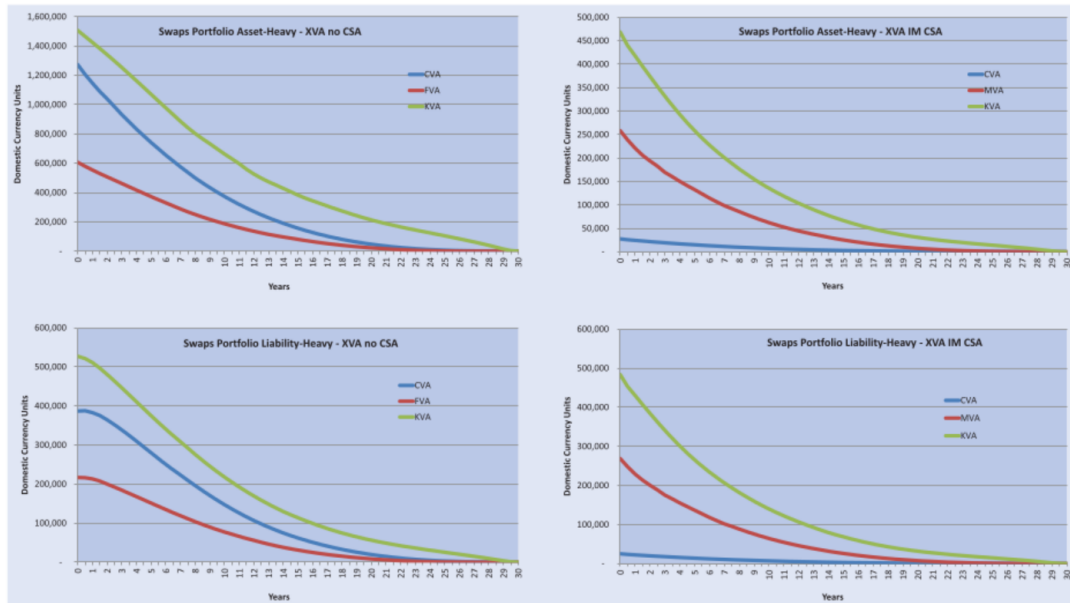 Swaps Portfolio Asset-Heavy - XVA no CSA
Domestic Currency Units
1,600,000
1,400,000
1,200,000
1,000,000
800,000
600,000
400,000
200,000
-
CVA
FVA
KVA
0 1 2 3 4 5 6 7 8 9 10 11 12 13 14 15 16 17 18 19 20 21 22 23 24 25 26 27 28 29 30
Years
Swaps Portfolio Asset-Heavy - XVA IM CSA
Domestic Currency Units
500,000
450,000
400,000
350,000
300,000
250,000
200,000
150,000
100,000
50,000
-
CVA
MVA
KVA
0 1 2 3 4 5 6 7 8 9 10 11 12 13 14 15 16 17 18 19 20 21 22 23 24 25 26 27 28 29 30
Years
Swaps Portfolio Liability-Heavy - XVA no CSA
Domestic Currency Units
600,000
500,000
400,000
300,000
200,000
100,000
-
CVA
FVA
KVA
0 1 2 3 4 5 6 7 8 9 10 11 12 13 14 15 16 17 18 19 20 21 22 23 24 25 26 27 28 29 30
Years
Swaps Portfolio Liability-Heavy - XVA IM CSA
Domestic Currency Units
600,000
500,000
400,000
300,000
200,000
100,000
-
CVA
MVA
KVA
0 1 2 3 4 5 6 7 8 9 10 11 12 13 14 15 16 17 18 19 20 21 22 23 24 25 26 27 28 29 30
Years